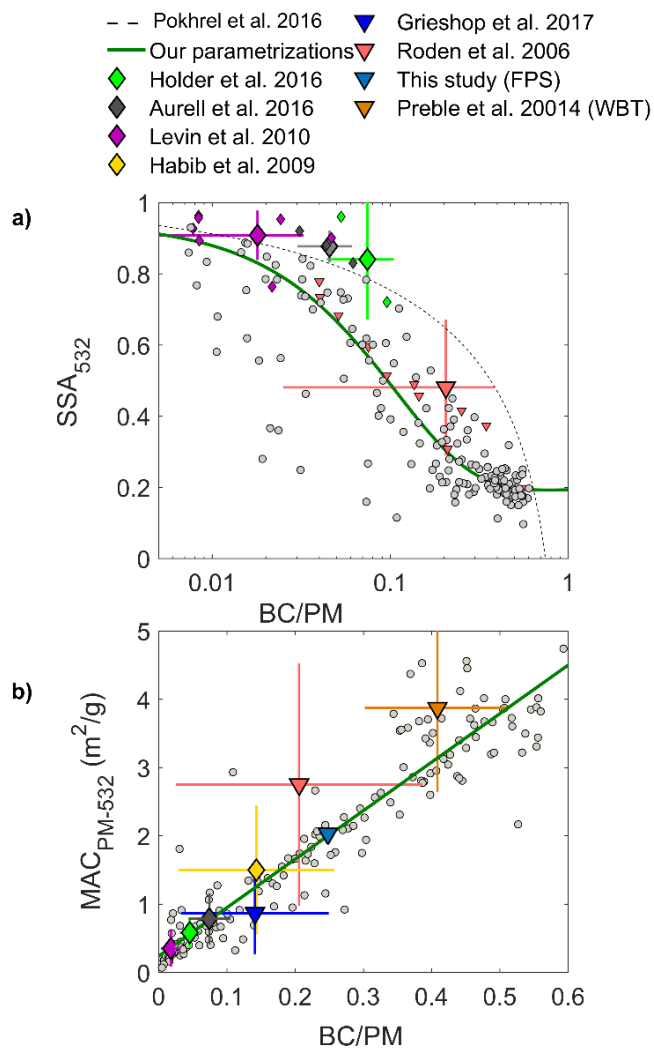 Pokhrel et al. 2016
Our parametrizations
Holder et al. 2016
Aurell et al. 2016
Levin et al. 2010
Habib et al. 2009
Grieshop et al. 2017
Roden et al. 2006
This study (FPS)
Preble et al. 20014 (WBT)
a)
SSA532
1
0.8
0.6
0.4
0.2
0
0.01 0.1 1
BC/PM
b)
MACPM-532 (m2/g)
5
4
3
2
1
0
0 0.1 0.2 0.3 0.4 0.5 0.6
BC/PM